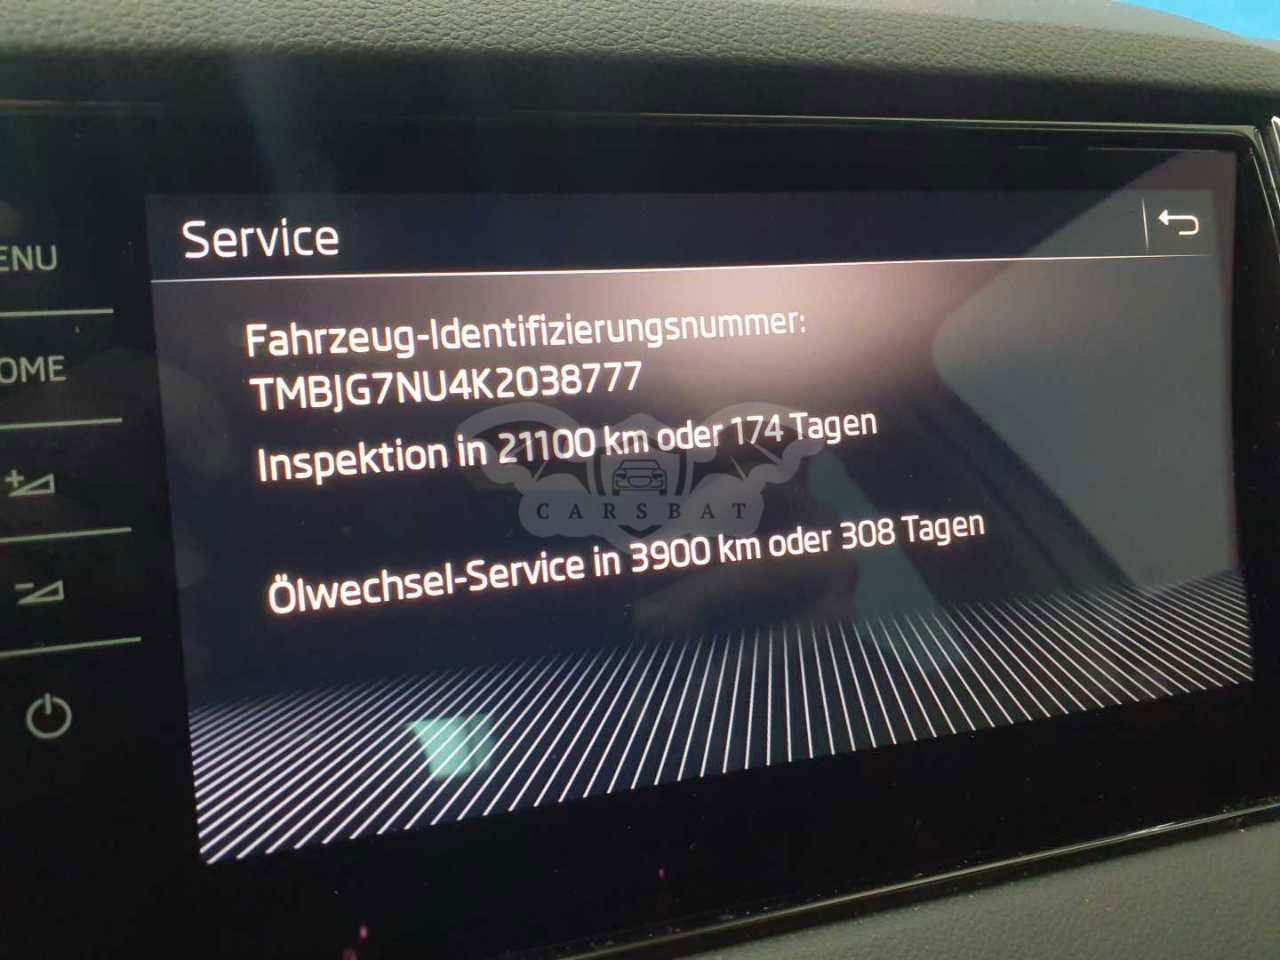 Service
ENU
Fahrzeug-Identifizierungsnummer:
TMBJG7NU4K2038777
OME
Inspektion in 21100 km oder 174 Tagen
CARSBAT
Ölwechsel-Service in 3900 km oder 308 Tagen